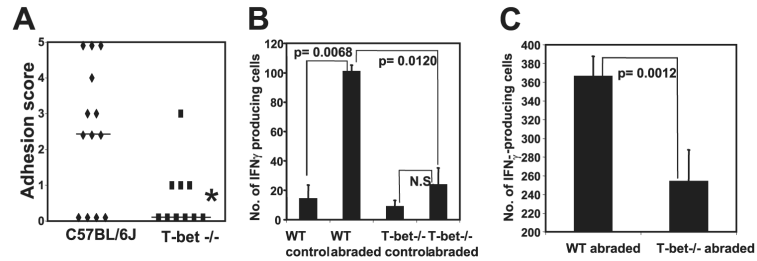 A
Adhesion score
5
4
3
2
1
0
*
C57BL/6J
T-bet -/-
B
No. of IFNγ producing cells
120
100
80
60
40
20
0
p= 0.0068
p= 0.0120
N.S
WT control
WT abraded
T-bet-/- control
T-bet-/- abraded
C
No. of IFNγ-producing cells
400
380
360
340
320
300
280
260
240
220
200
p= 0.0012
WT abraded
T-bet-/- abraded